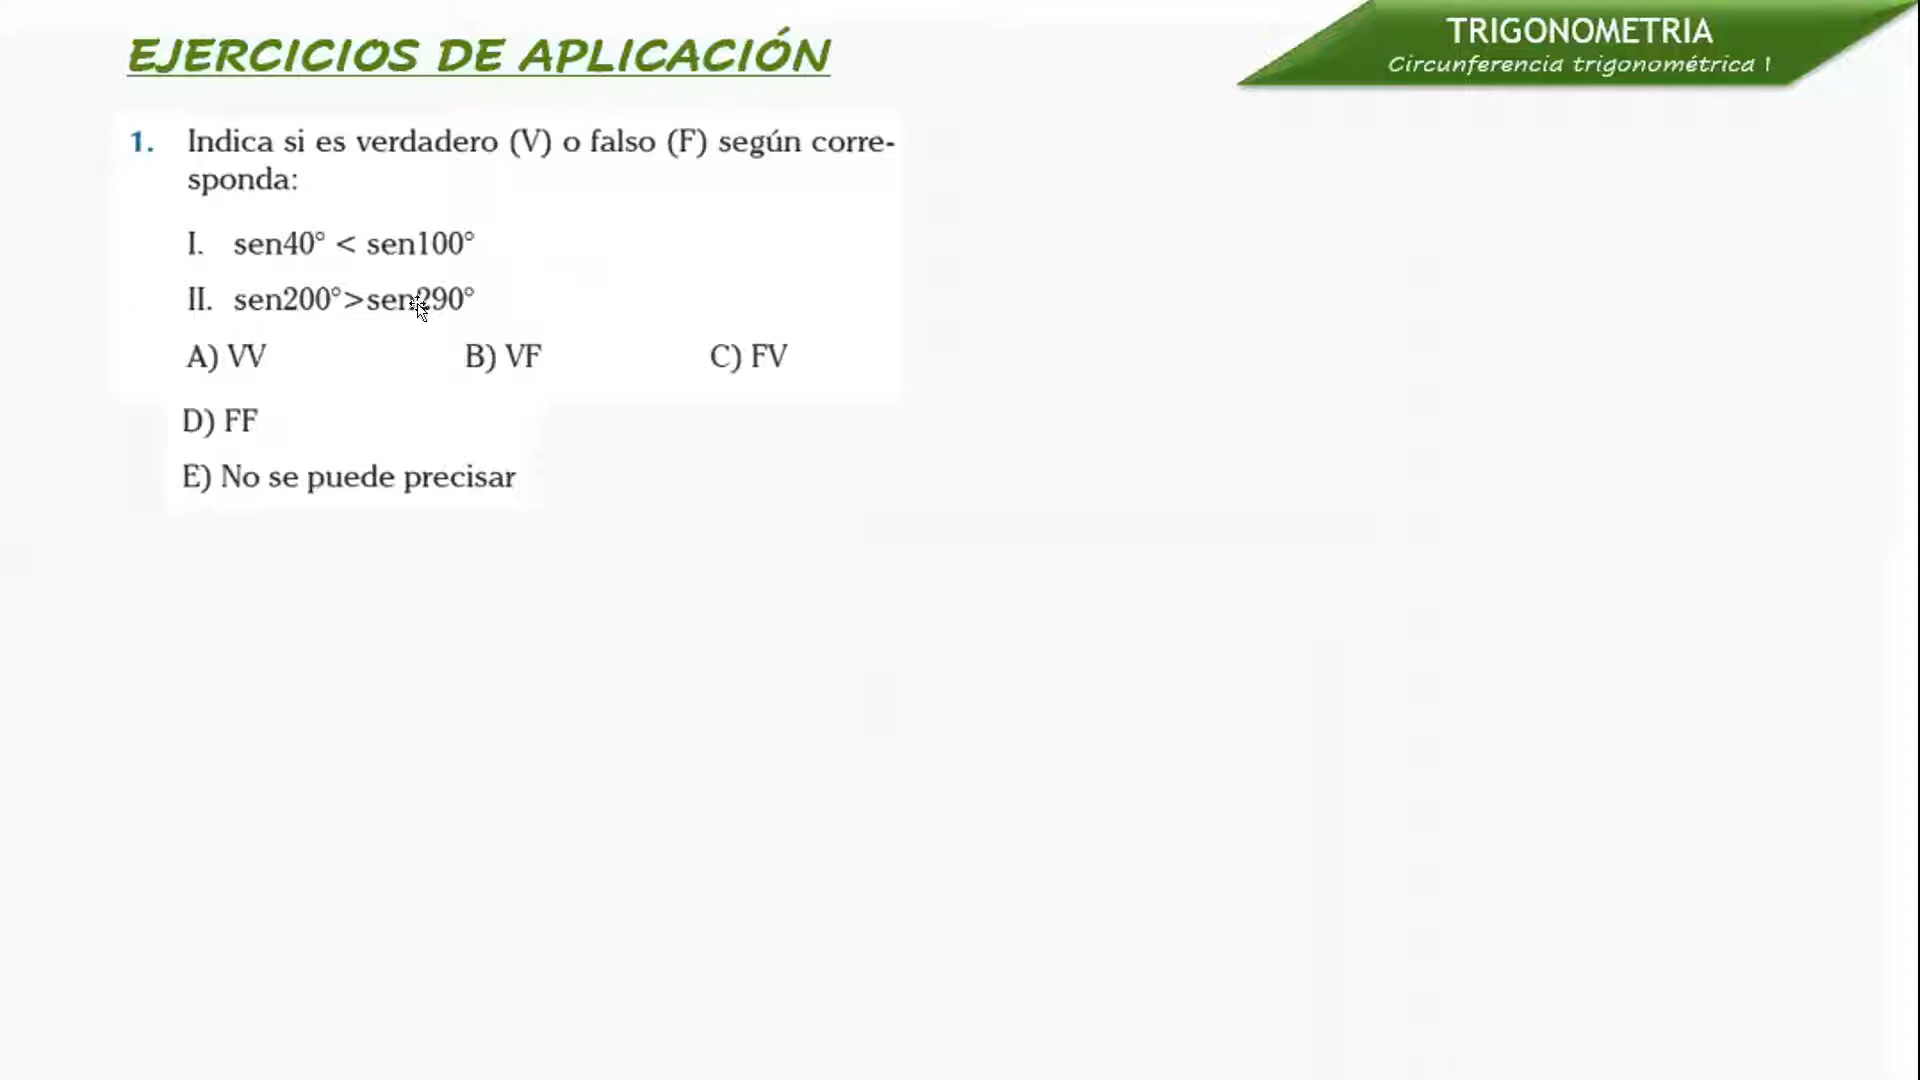 EJERCICIOS DE APLICACIÓN
TRIGONOMETRIA
Circunferencia trigonométrica I
1. Indica si es verdadero (V) o falso (F) según corre-
sponda:
I. sen40° < sen100°
II. sen200°>sen290°
A) VV B) VF C) FV
D) FF
E) No se puede precisar